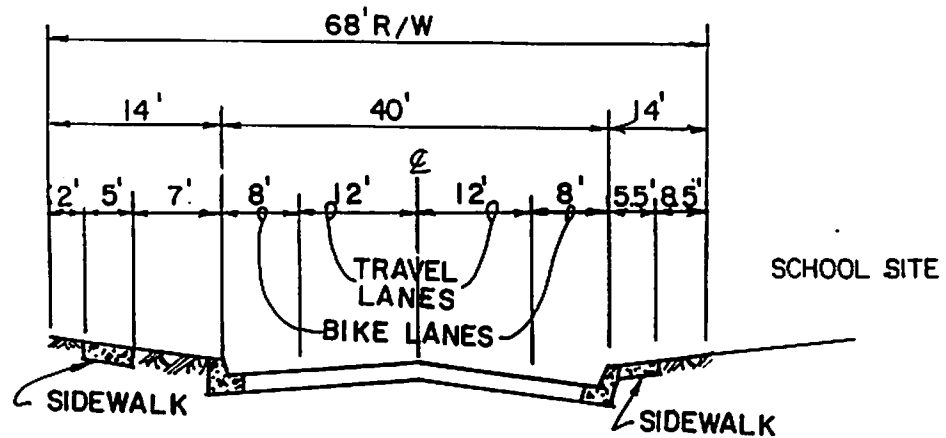 68' R/W
14' 40' 14'
℄
2' 5' 7' 8' 12' 12' 8' 5.5' 8.5'
TRAVEL
LANES
SCHOOL SITE
BIKE LANES
SIDEWALK
SIDEWALK